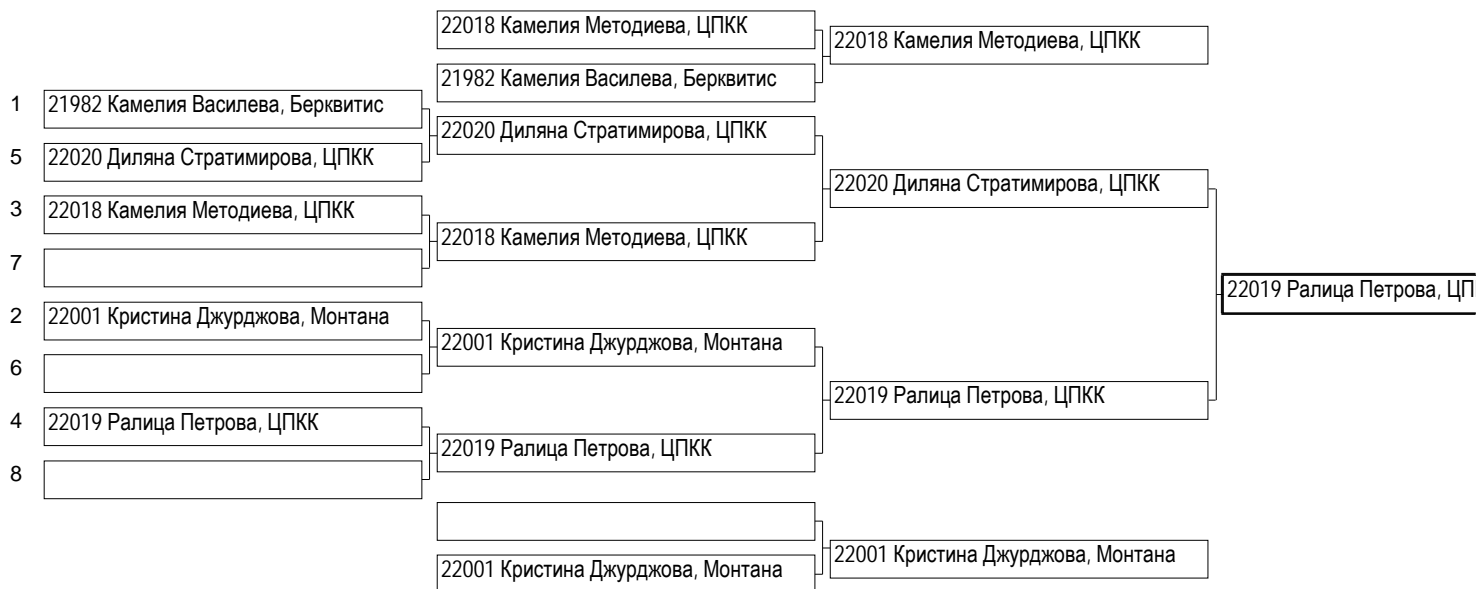 22018 Камелия Методиева, ЦПКК
22018 Камелия Методиева, ЦПКК
21982 Камелия Василева, Берквитис
1 21982 Камелия Василева, Берквитис
22020 Диляна Стратимирова, ЦПКК
5 22020 Диляна Стратимирова, ЦПКК
22020 Диляна Стратимирова, ЦПКК
3 22018 Камелия Методиева, ЦПКК
22018 Камелия Методиева, ЦПКК
7
22019 Ралица Петрова, ЦП
2 22001 Кристина Джурджова, Монтана
22001 Кристина Джурджова, Монтана
6
22019 Ралица Петрова, ЦПКК
4 22019 Ралица Петрова, ЦПКК
22019 Ралица Петрова, ЦПКК
8
22001 Кристина Джурджова, Монтана
22001 Кристина Джурджова, Монтана